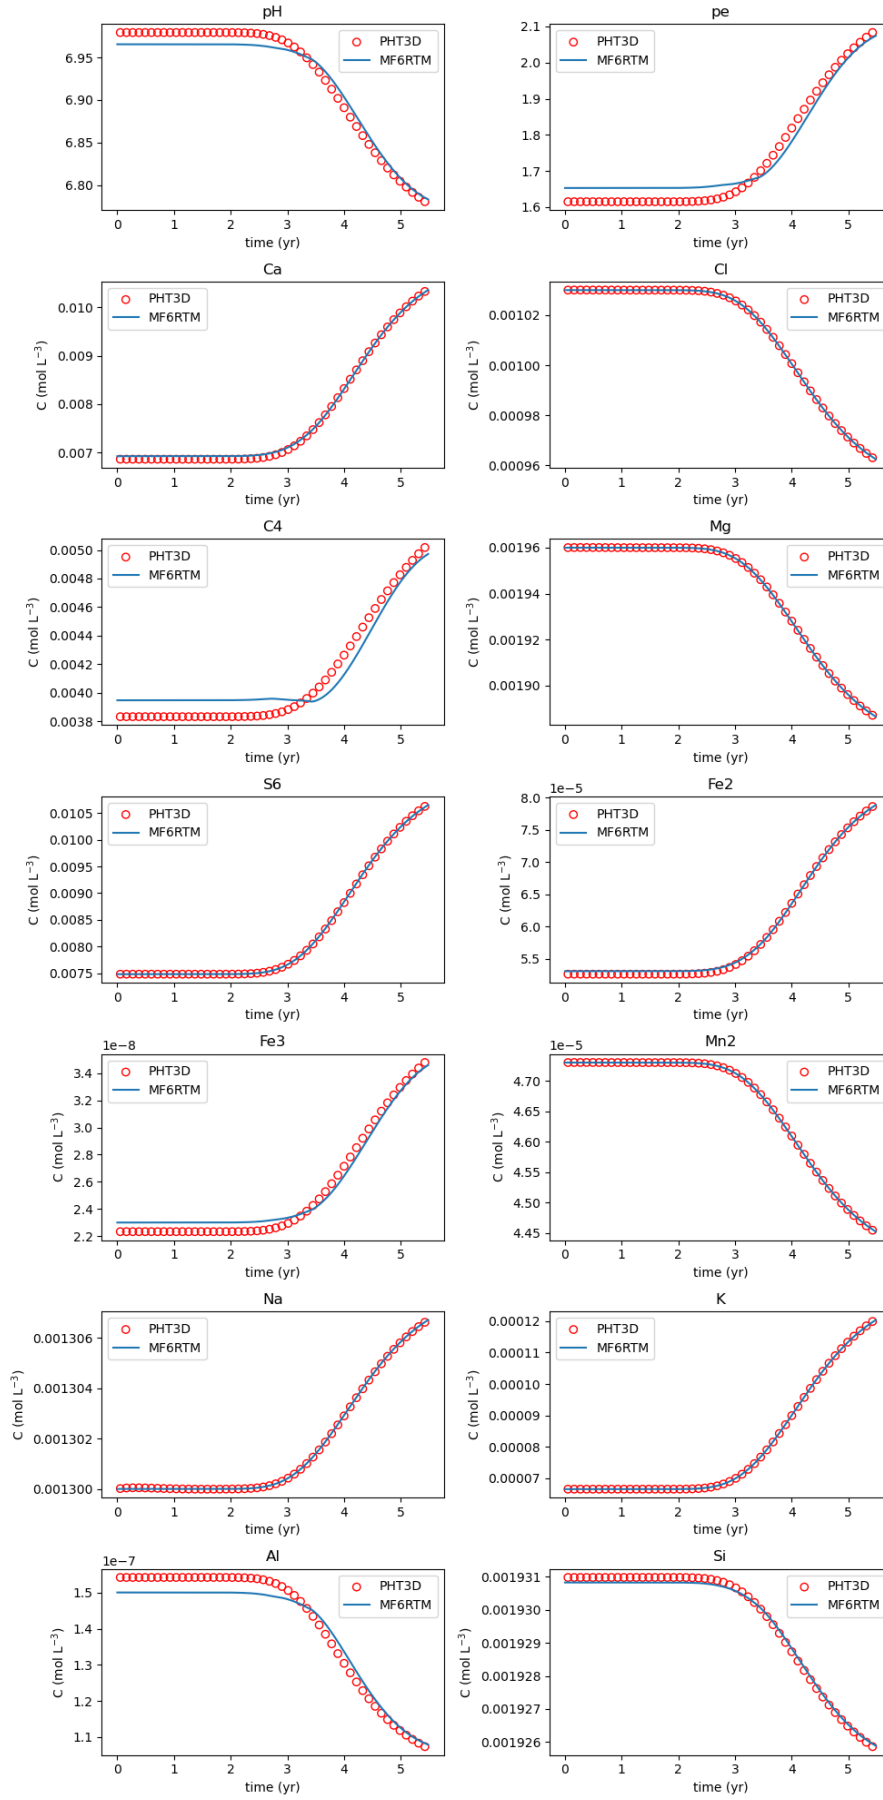 pH
6.95
6.90
6.85
6.80
PHT3D
MF6RTM
0 1 2 3 4 5
time (yr)
pe
2.1
2.0
1.9
1.8
1.7
1.6
PHT3D
MF6RTM
0 1 2 3 4 5
time (yr)
Ca
0.010
0.009
0.008
0.007
C (mol L⁻³)
PHT3D
MF6RTM
0 1 2 3 4 5
time (yr)
Cl
0.00102
0.00100
0.00098
0.00096
C (mol L⁻³)
PHT3D
MF6RTM
0 1 2 3 4 5
time (yr)
C4
0.0050
0.0048
0.0046
0.0044
0.0042
0.0040
0.0038
C (mol L⁻³)
PHT3D
MF6RTM
0 1 2 3 4 5
time (yr)
Mg
0.00196
0.00194
0.00192
0.00190
C (mol L⁻³)
PHT3D
MF6RTM
0 1 2 3 4 5
time (yr)
S6
0.0105
0.0100
0.0095
0.0090
0.0085
0.0080
0.0075
C (mol L⁻³)
PHT3D
MF6RTM
0 1 2 3 4 5
time (yr)
Fe2
1e-5
8.0
7.5
7.0
6.5
6.0
5.5
C (mol L⁻³)
PHT3D
MF6RTM
0 1 2 3 4 5
time (yr)
Fe3
1e-8
3.4
3.2
3.0
2.8
2.6
2.4
2.2
C (mol L⁻³)
PHT3D
MF6RTM
0 1 2 3 4 5
time (yr)
Mn2
1e-5
4.70
4.65
4.60
4.55
4.50
4.45
C (mol L⁻³)
PHT3D
MF6RTM
0 1 2 3 4 5
time (yr)
Na
0.001306
0.001304
0.001302
0.001300
C (mol L⁻³)
PHT3D
MF6RTM
0 1 2 3 4 5
time (yr)
K
0.00012
0.00011
0.00010
0.00009
0.00008
0.00007
C (mol L⁻³)
PHT3D
MF6RTM
0 1 2 3 4 5
time (yr)
Al
1e-7
1.5
1.4
1.3
1.2
1.1
C (mol L⁻³)
PHT3D
MF6RTM
0 1 2 3 4 5
time (yr)
Si
0.001931
0.001930
0.001929
0.001928
0.001927
0.001926
C (mol L⁻³)
PHT3D
MF6RTM
0 1 2 3 4 5
time (yr)